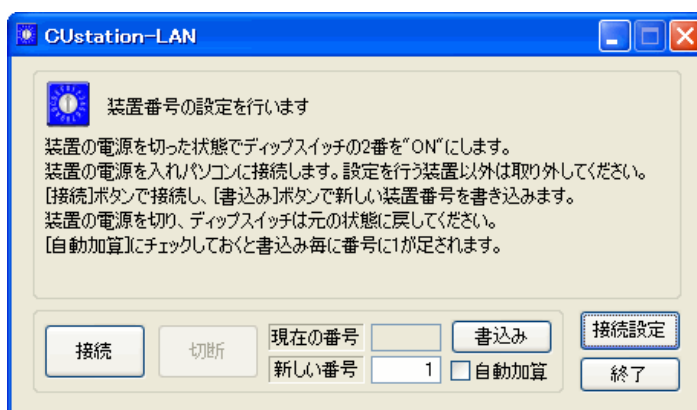 CUstation-LAN
装置番号の設定を行います
装置の電源を切った状態でディップスイッチの2番を"ON"にします。
装置の電源を入れパソコンに接続します。設定を行う装置以外は取り外してください。
[接続]ボタンで接続し、[書込み]ボタンで新しい装置番号を書き込みます。
装置の電源を切り、ディップスイッチは元の状態に戻してください。
[自動加算]にチェックしておくと書込み毎に番号に1が足されます。
接続 切断 現在の番号 書込み 接続設定
新しい番号 1 自動加算 終了